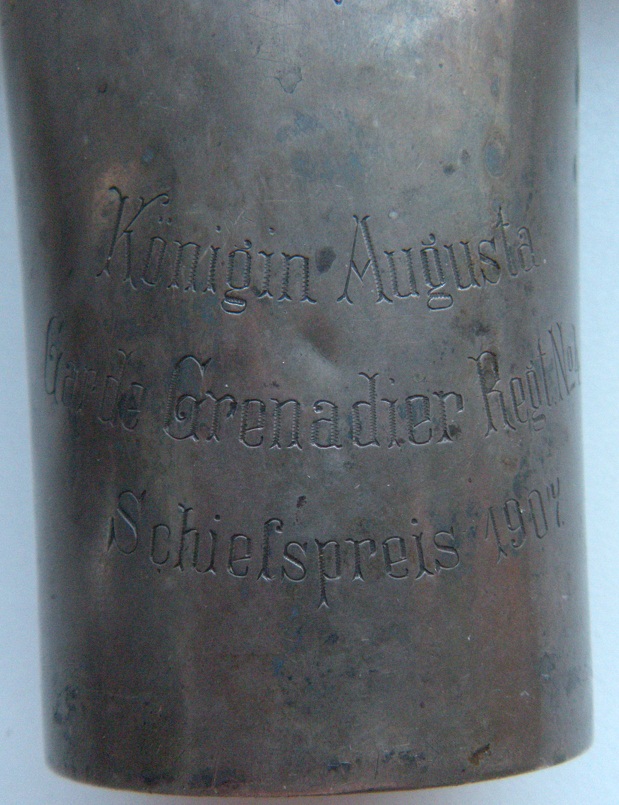 Königin Augusta
Garde Grenadier Regt. No.
Schieſspreis 1907.